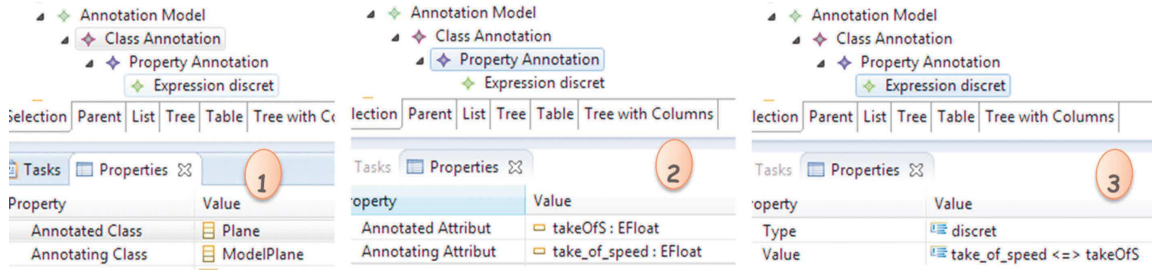 Annotation Model
Class Annotation
Property Annotation
Expression discret
Selection Parent List Tree Table Tree with Co
Tasks Properties
1
Property Value
Annotated Class Plane
Annotating Class ModelPlane
Annotation Model
Class Annotation
Property Annotation
Expression discret
lection Parent List Tree Table Tree with Columns
Tasks Properties
2
operty Value
Annotated Attribut takeOfS : EFloat
Annotating Attribut take_of_speed : EFloat
Annotation Model
Class Annotation
Property Annotation
Expression discret
lection Parent List Tree Table Tree with Columns
Tasks Properties
3
operty Value
Type discret
Value take_of_speed <=> takeOfS